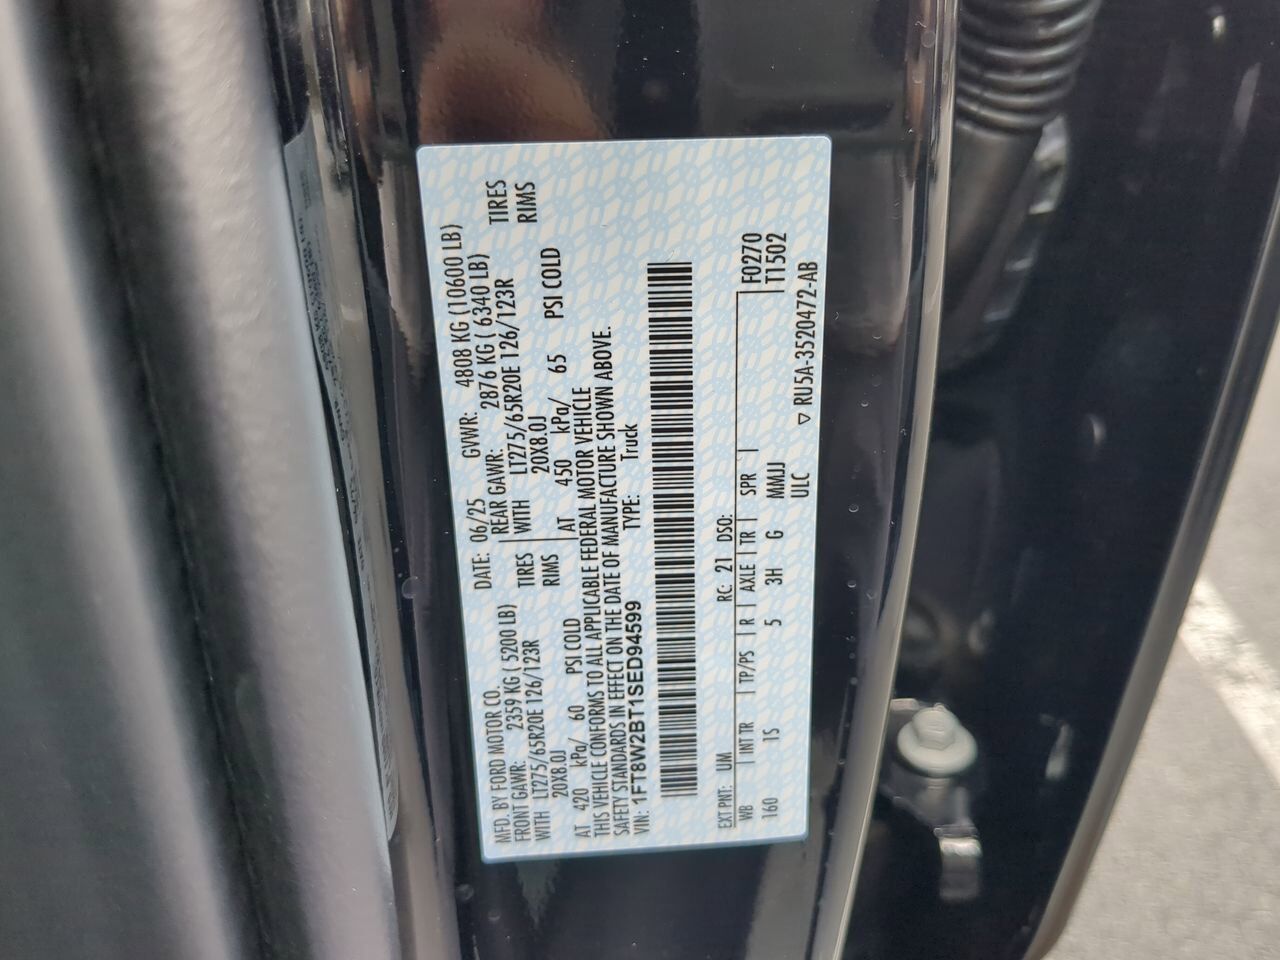 MFD. BY FORD MOTOR CO.
DATE: 06/25 GVWR: 4808 KG (10600 LB)
FRONT GAWR: 2359 KG ( 5200 LB)
REAR GAWR: 2876 KG ( 6340 LB)
WITH LT275/65R20E 126/123R TIRES
WITH LT275/65R20E 126/123R TIRES
20X8.0J RIMS
20X8.0J RIMS
AT 420 kPa/ 60 PSI COLD
AT 450 kPa/ 65 PSI COLD
THIS VEHICLE CONFORMS TO ALL APPLICABLE FEDERAL MOTOR VEHICLE
SAFETY STANDARDS IN EFFECT ON THE DATE OF MANUFACTURE SHOWN ABOVE.
VIN: 1FT8W2BT1SED94599 TYPE: Truck
EXT PNT: UM RC: 21 DSO: F0270
WB | INT TR | TP/PS | R | AXLE | TR | SPR | T1502
160 1S 5 3H G MMJJ
ULC ▽ RU5A-3520472-AB